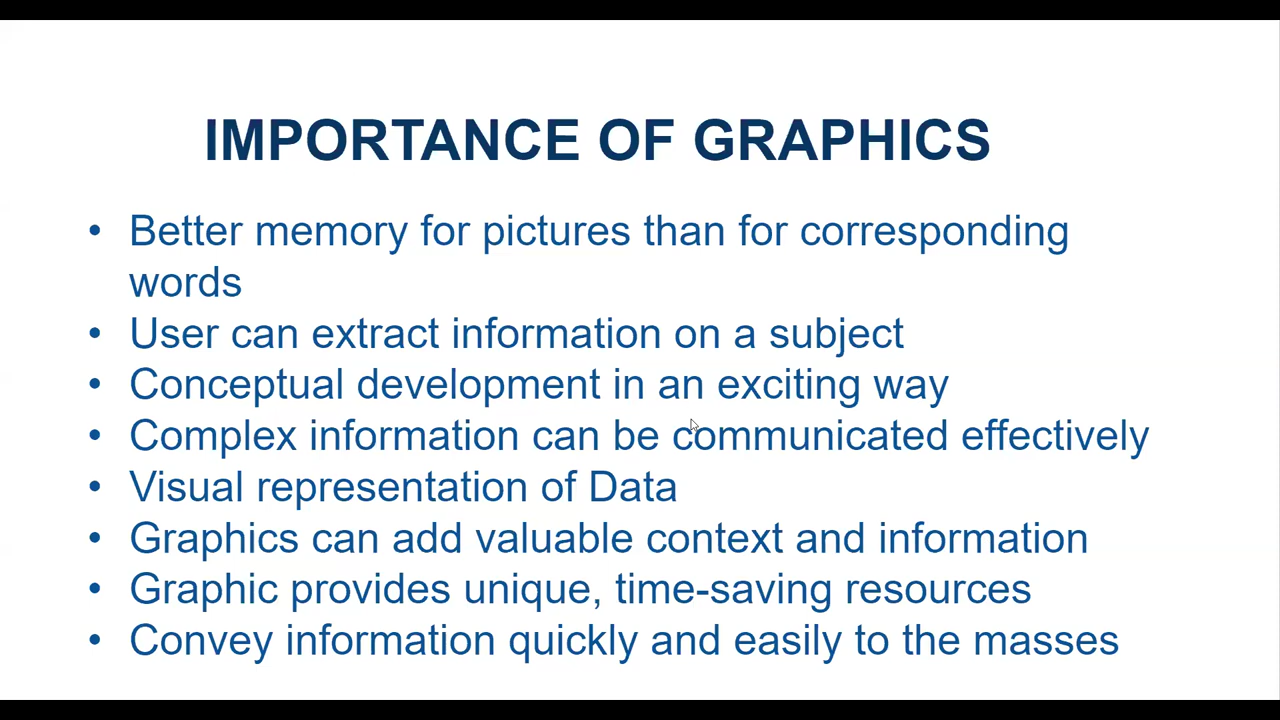 IMPORTANCE OF GRAPHICS
• Better memory for pictures than for corresponding
words
• User can extract information on a subject
• Conceptual development in an exciting way
• Complex information can be communicated effectively
• Visual representation of Data
• Graphics can add valuable context and information
• Graphic provides unique, time-saving resources
• Convey information quickly and easily to the masses